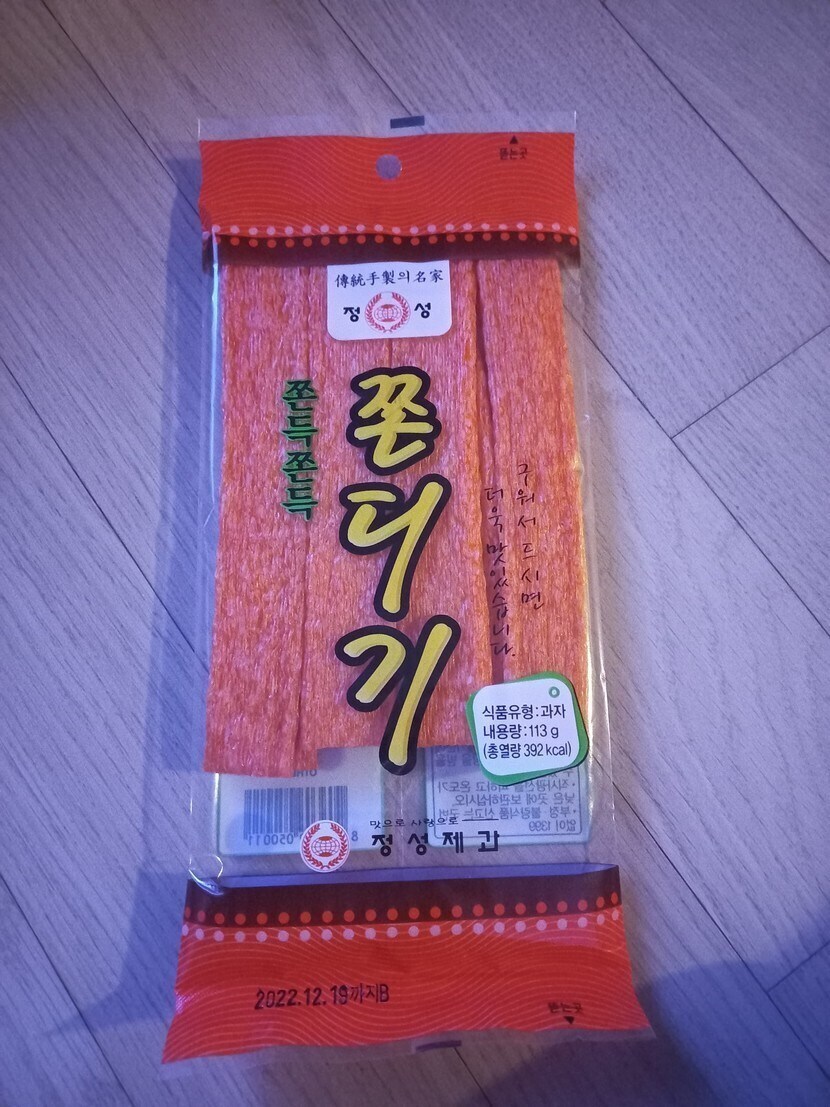 뜯는곳
傳統手製의名家
정 성
쫀득쫀득
쫀디기
구워서 드시면
더욱 맛있습니다.
식품유형:과자
내용량:113 g
(총열량 392 kcal)
맛으로 사랑으로
정성제과
2022.12.19까지B
뜯는곳